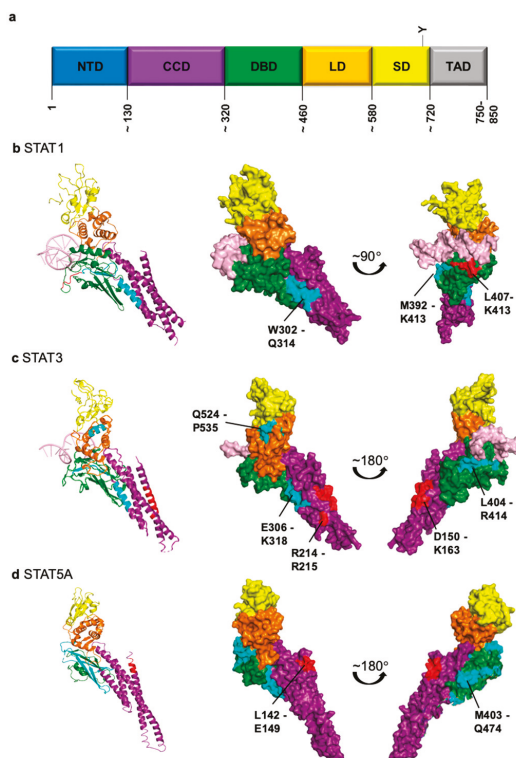 a
Y
NTD CCD DBD LD SD TAD
1 ~ 130 ~ 320 ~ 460 ~ 580 ~ 720 750-
850
b STAT1
~90°
M392 -
K413
L407-
K413
W302 -
Q314
c STAT3
Q524 -
P535
~180°
E306 -
K318
L404 -
R414
R214 -
R215
D150 -
K163
d STAT5A
~180°
L142 -
E149
M403 -
Q474